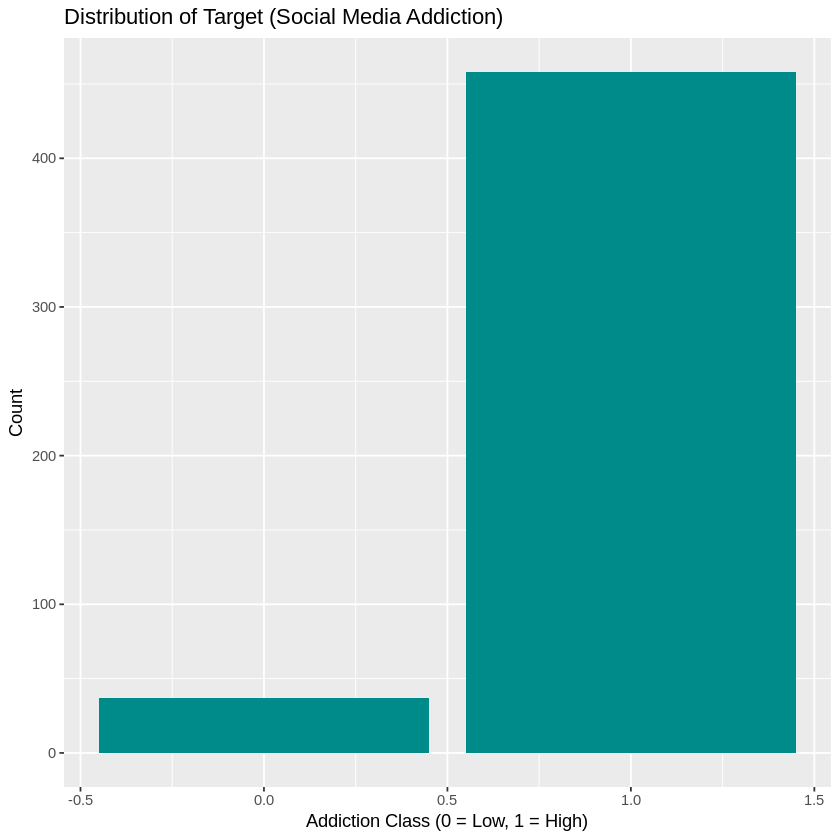 Distribution of Target (Social Media Addiction)
Count
400
300
200
100
0
-0.5 0.0 0.5 1.0 1.5
Addiction Class (0 = Low, 1 = High)